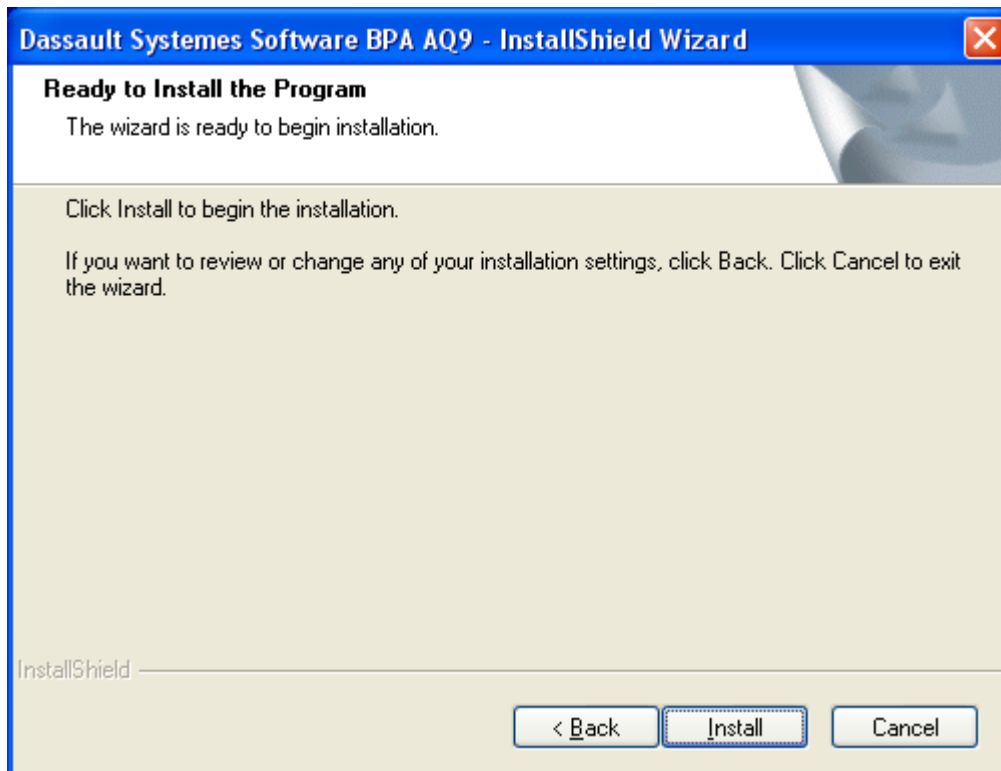 Dassault Systemes Software BPA AQ9 - InstallShield Wizard
Ready to Install the Program
The wizard is ready to begin installation.
Click Install to begin the installation.
If you want to review or change any of your installation settings, click Back. Click Cancel to exit
the wizard.
InstallShield
< Back Install Cancel